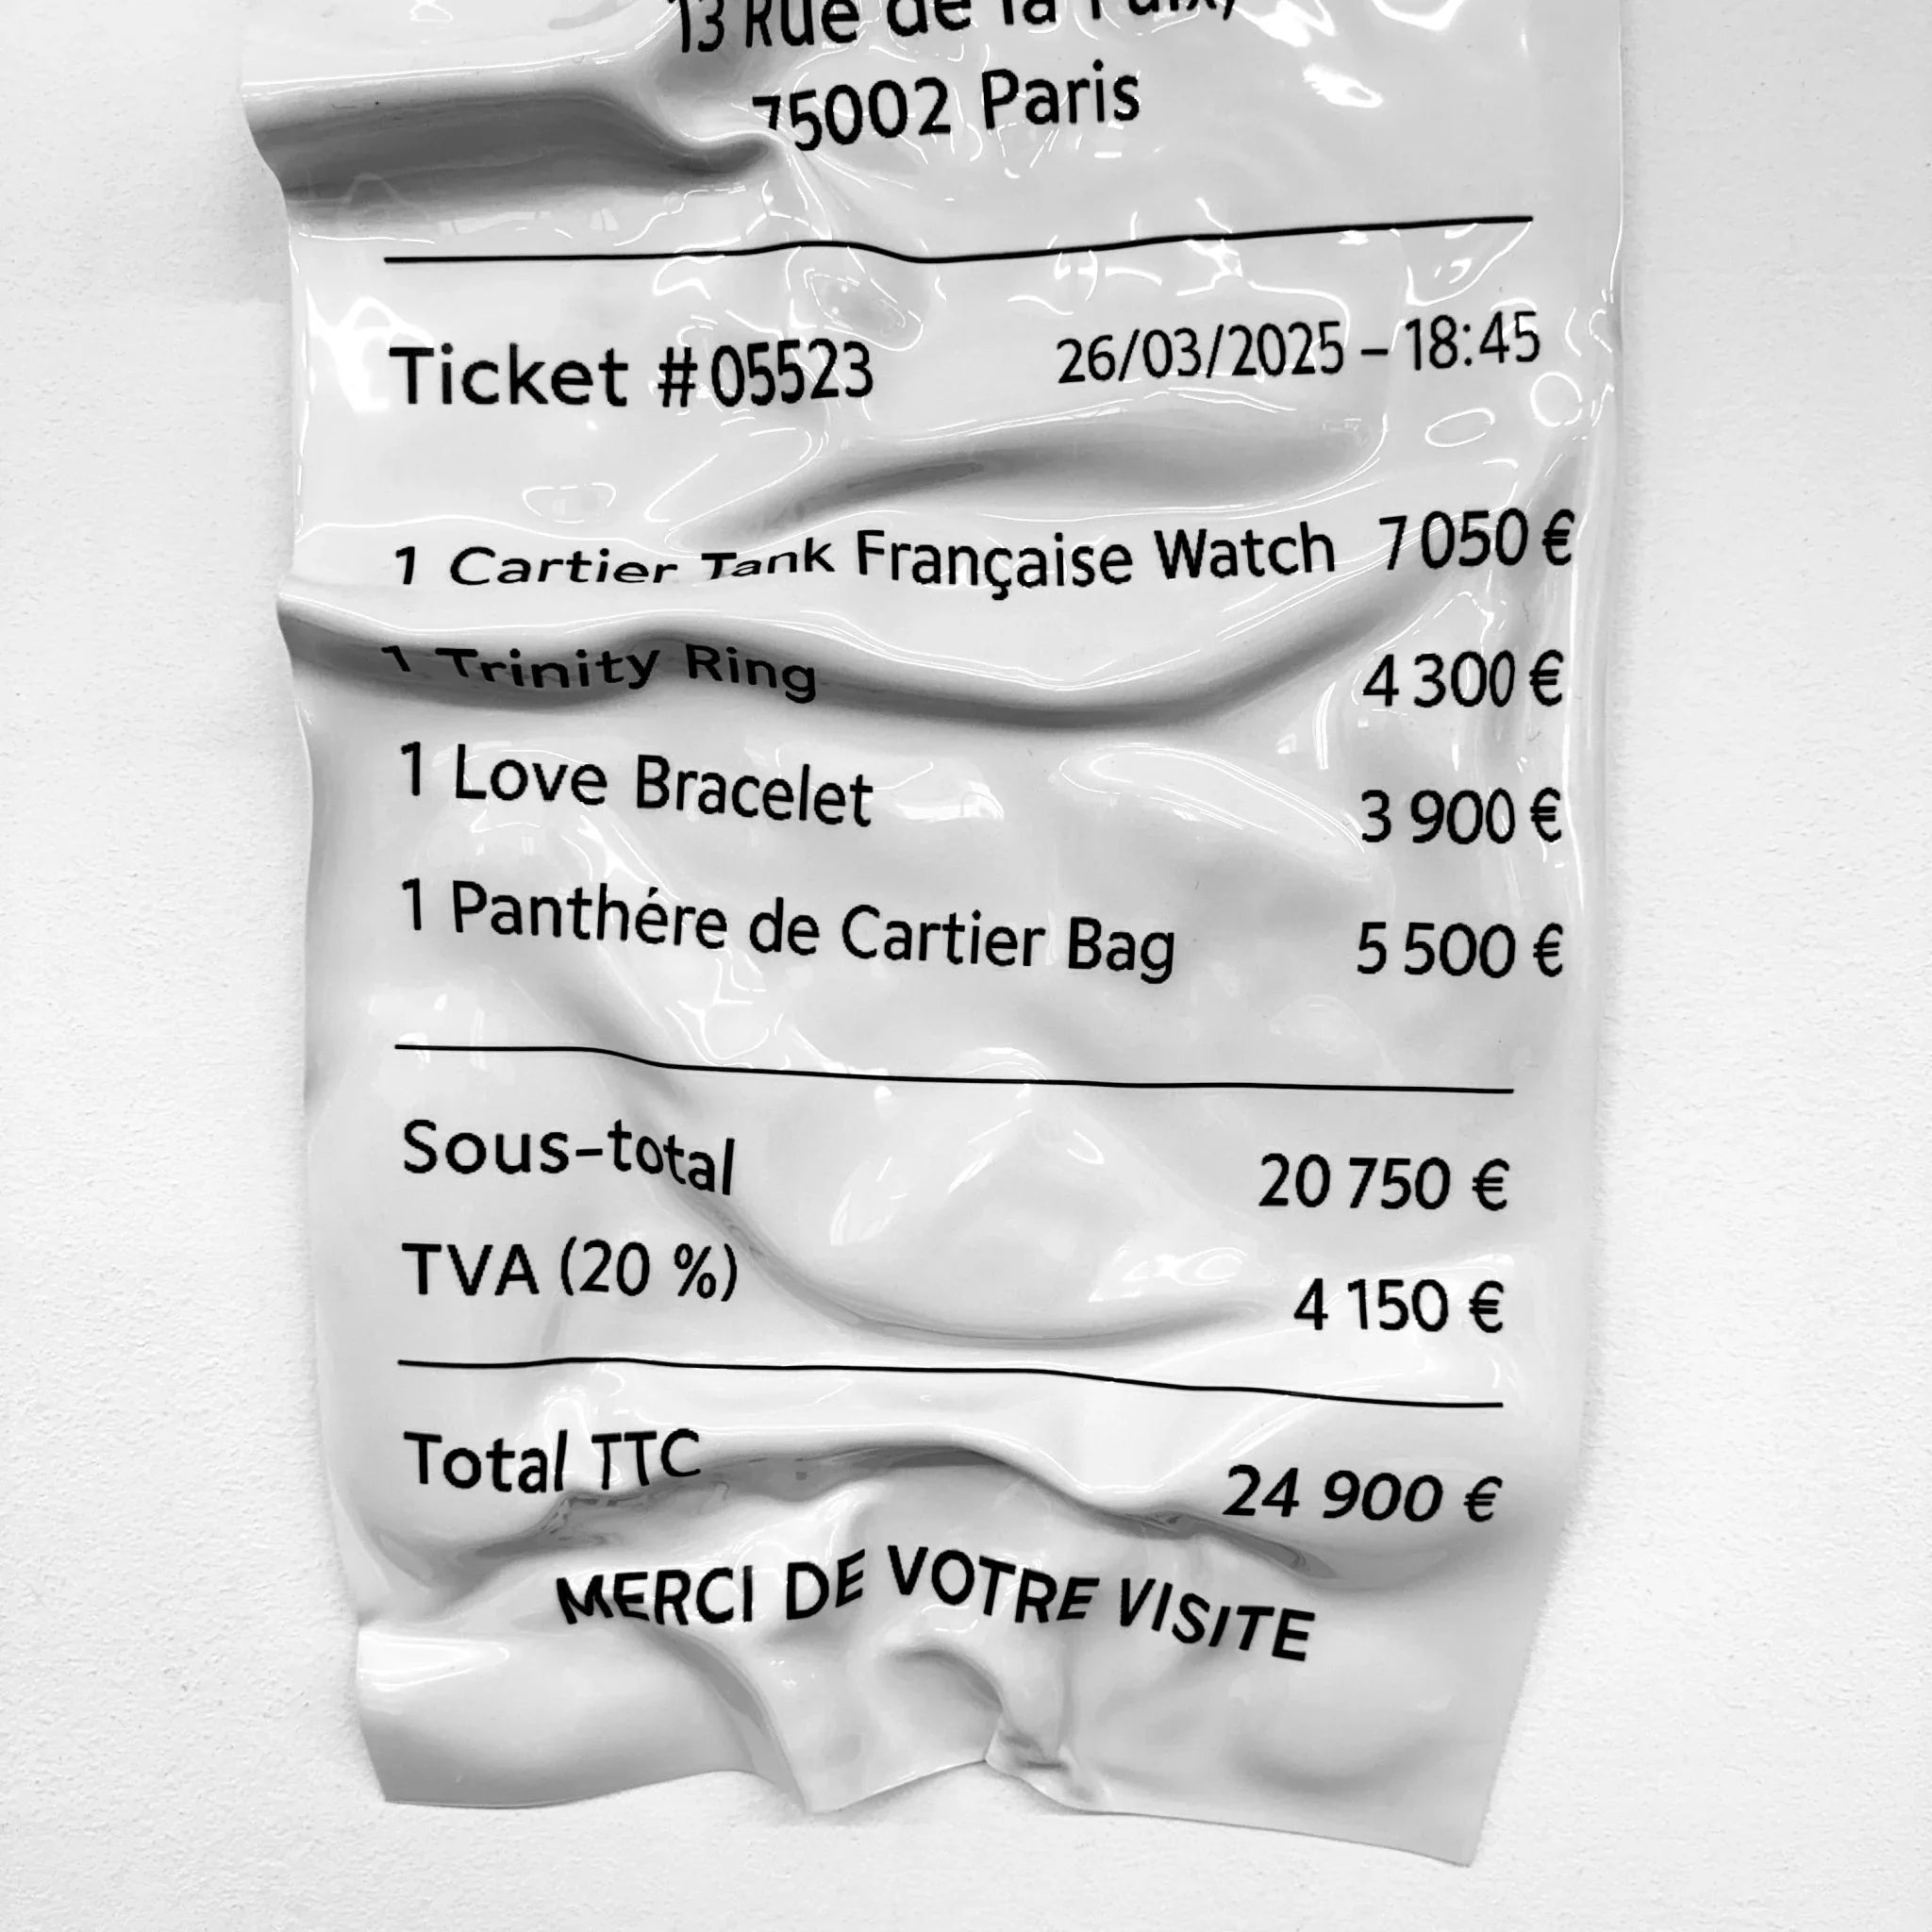 13 Rue de la Paix,
75002 Paris
Ticket #05523 26/03/2025 – 18:45
1 Cartier Tank Française Watch 7 050 €
1 Trinity Ring 4 300 €
1 Love Bracelet 3 900 €
1 Panthére de Cartier Bag 5 500 €
Sous-total 20 750 €
TVA (20 %) 4 150 €
Total TTC 24 900 €
MERCI DE VOTRE VISITE